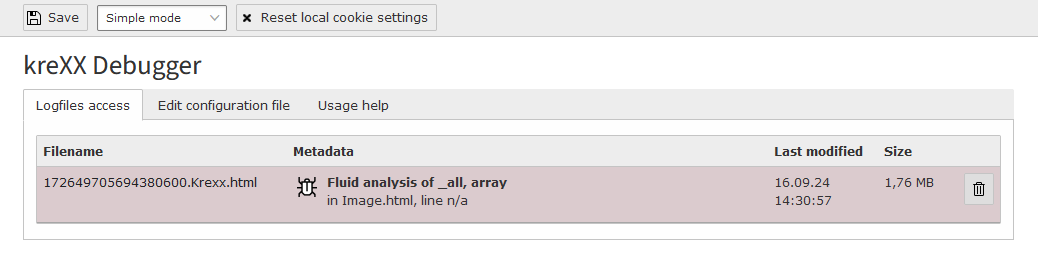 Save Simple mode Reset local cookie settings
kreXX Debugger
Logfiles access Edit configuration file Usage help
Filename Metadata Last modified Size
172649705694380600.Krexx.html Fluid analysis of _all, array 16.09.24 1,76 MB
in Image.html, line n/a 14:30:57